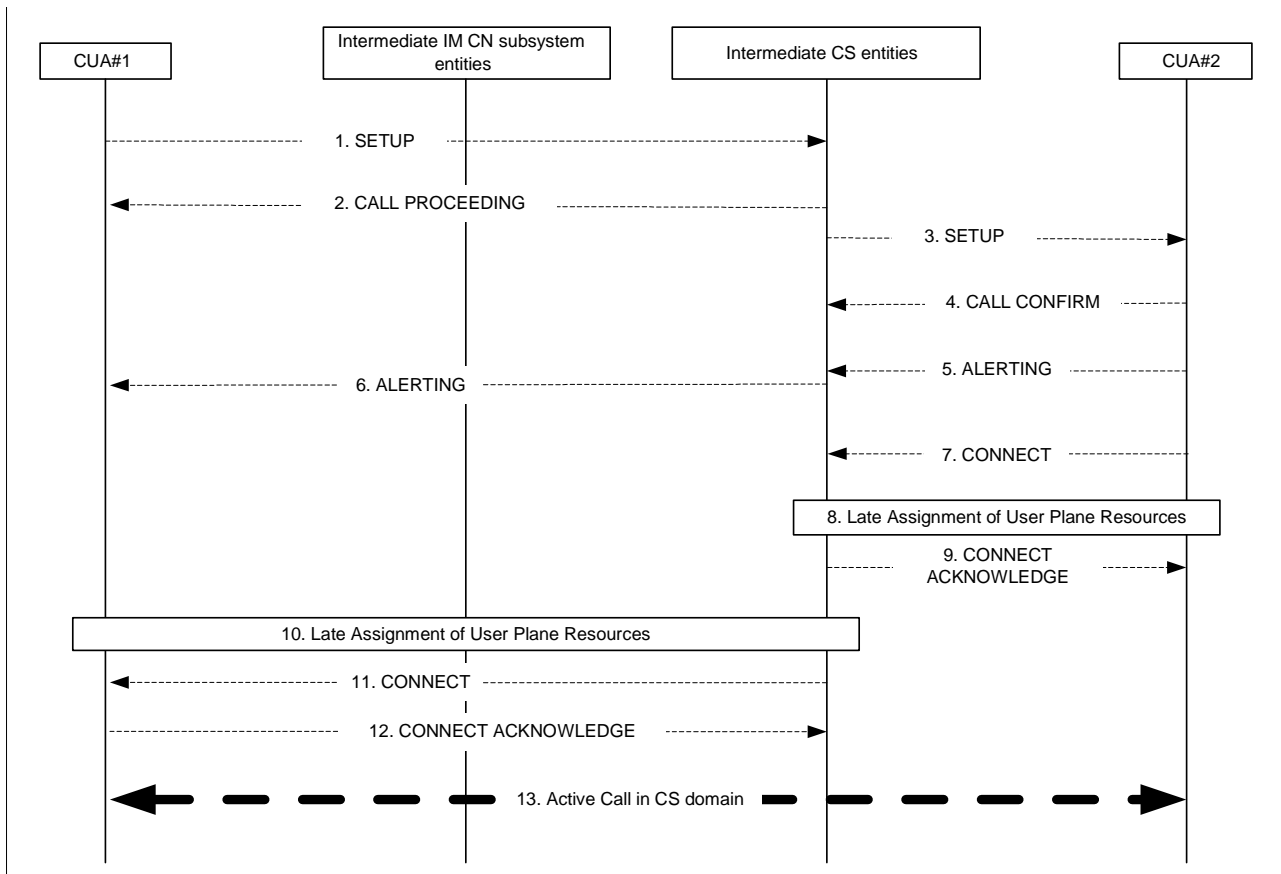 CUA#1
Intermediate IM CN subsystem
entities
Intermediate CS entities
CUA#2
1. SETUP
2. CALL PROCEEDING
3. SETUP
4. CALL CONFIRM
5. ALERTING
6. ALERTING
7. CONNECT
8. Late Assignment of User Plane Resources
9. CONNECT
ACKNOWLEDGE
10. Late Assignment of User Plane Resources
11. CONNECT
12. CONNECT ACKNOWLEDGE
13. Active Call in CS domain